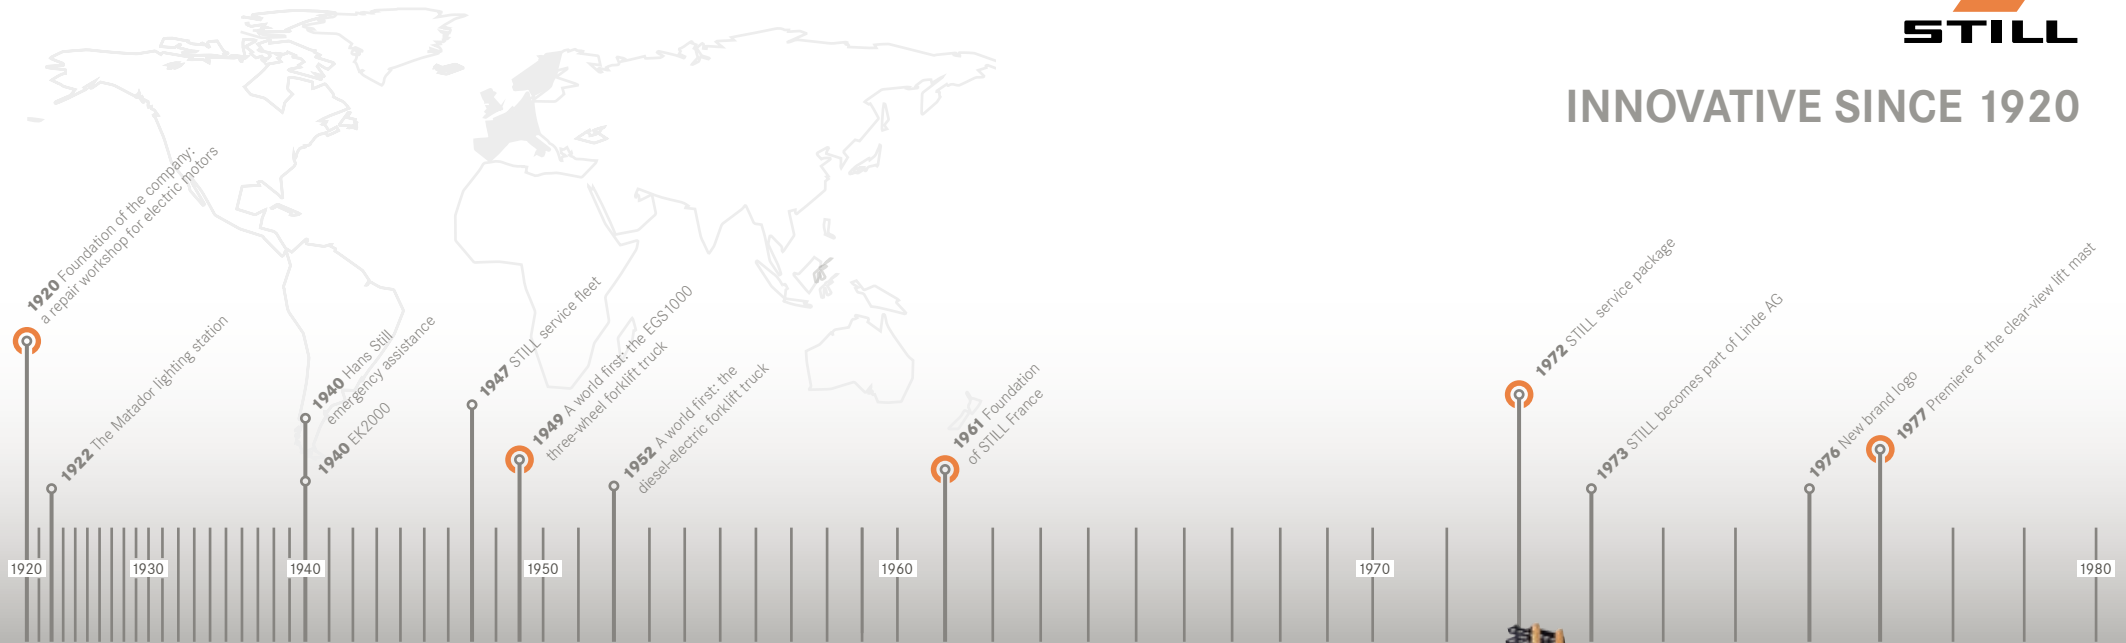 STILL
INNOVATIVE SINCE 1920
1920 Foundation of the company:
a repair workshop for electric motors
1922 The Matador lighting station
1940 Hans Still
emergency assistance
1940 EK2000
1947 STILL service fleet
1949 A world first: the EGS1000
three-wheel forklift truck
1952 A world first: the
diesel-electric forklift truck
1961 Foundation
of STILL France
1972 STILL service package
1973 STILL becomes part of Linde AG
1976 New brand logo
1977 Premiere of the clear-view lift mast
1920
1930
1940
1950
1960
1970
1980